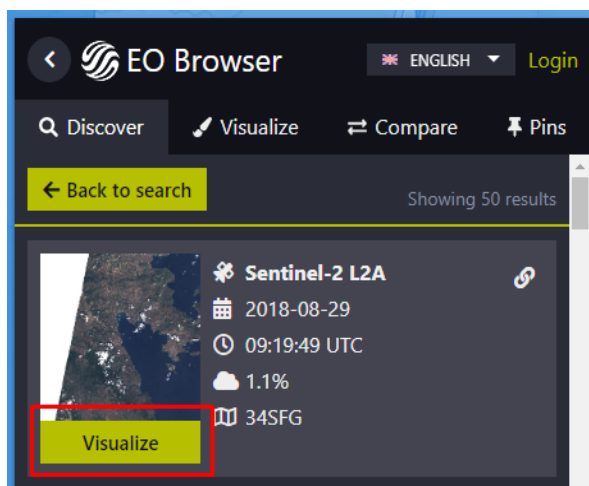 EO Browser ENGLISH Login
Discover Visualize Compare Pins
Back to search
Showing 50 results
Sentinel-2 L2A
2018-08-29
09:19:49 UTC
1.1%
34SFG
Visualize